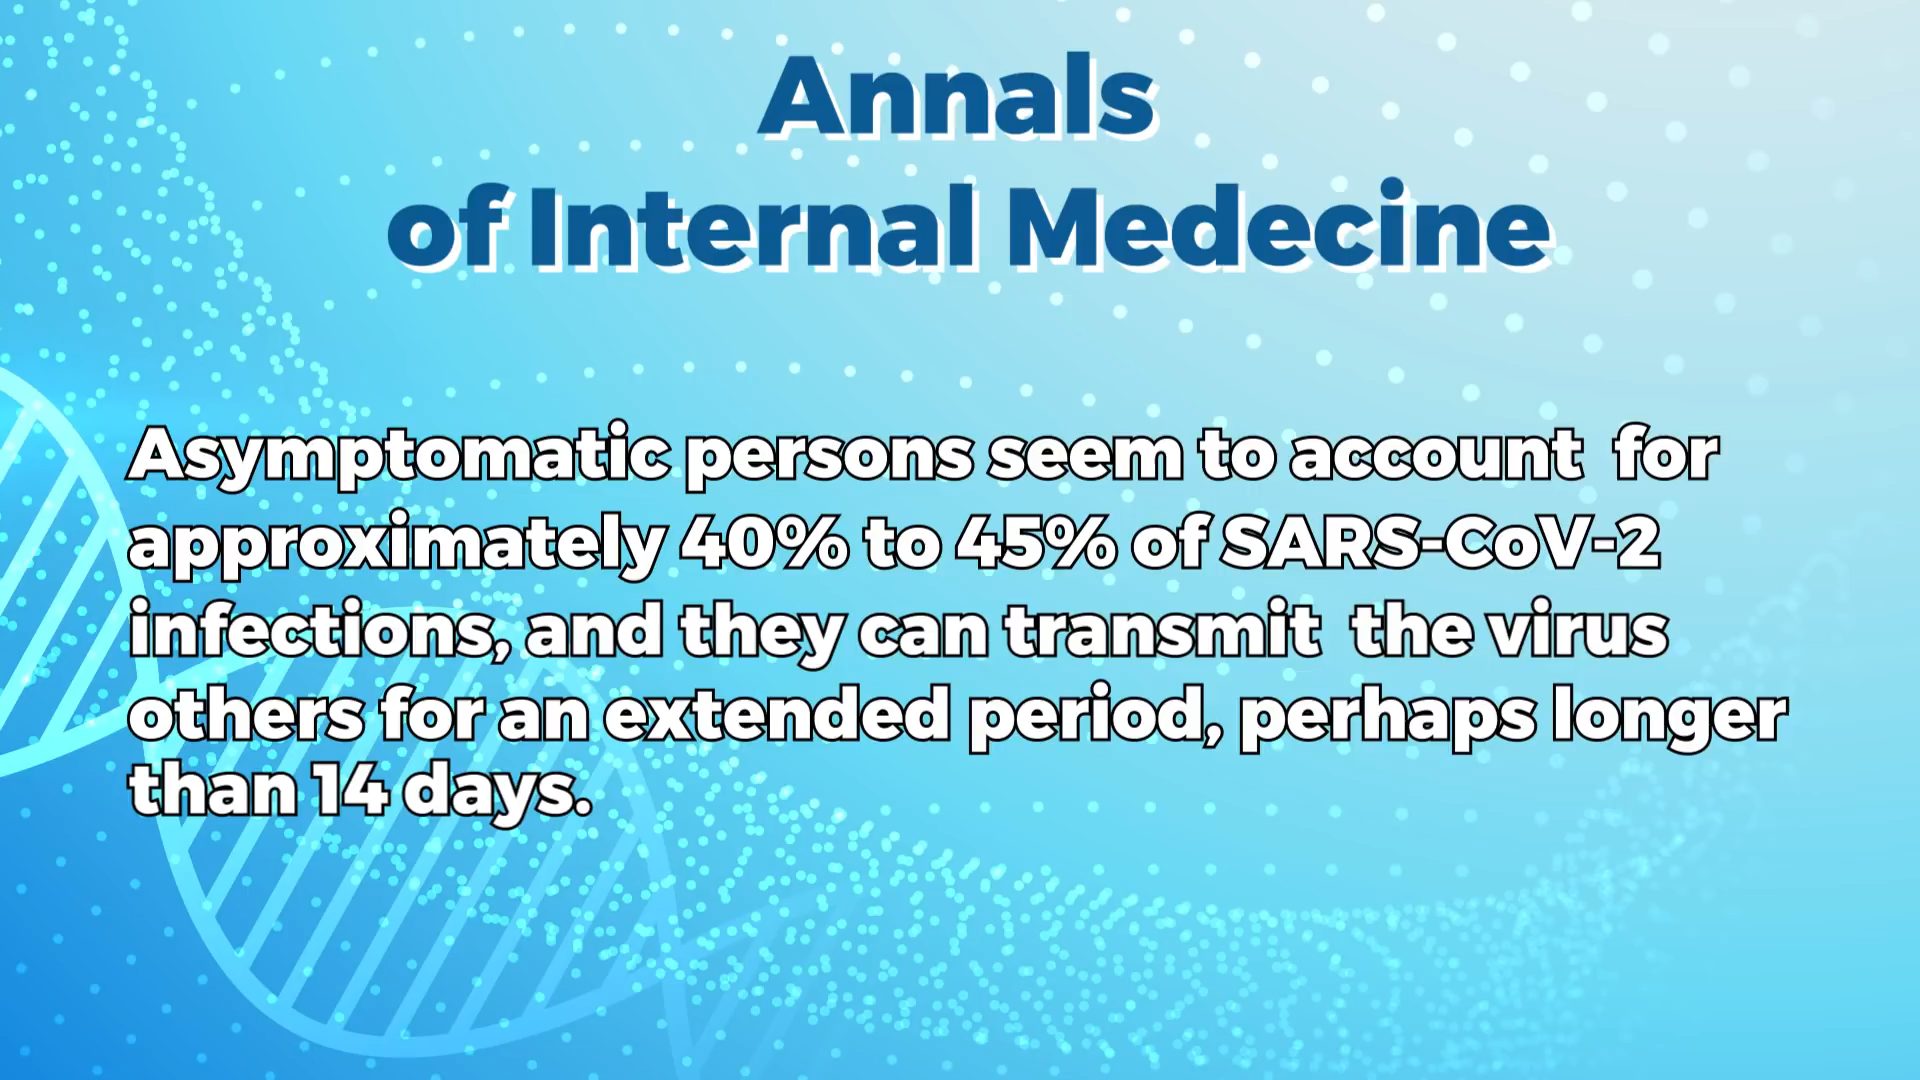 Annals
of Internal Medecine
Asymptomatic persons seem to account for
approximately 40% to 45% of SARS-CoV-2
infections, and they can transmit the virus
others for an extended period, perhaps longer
than 14 days.